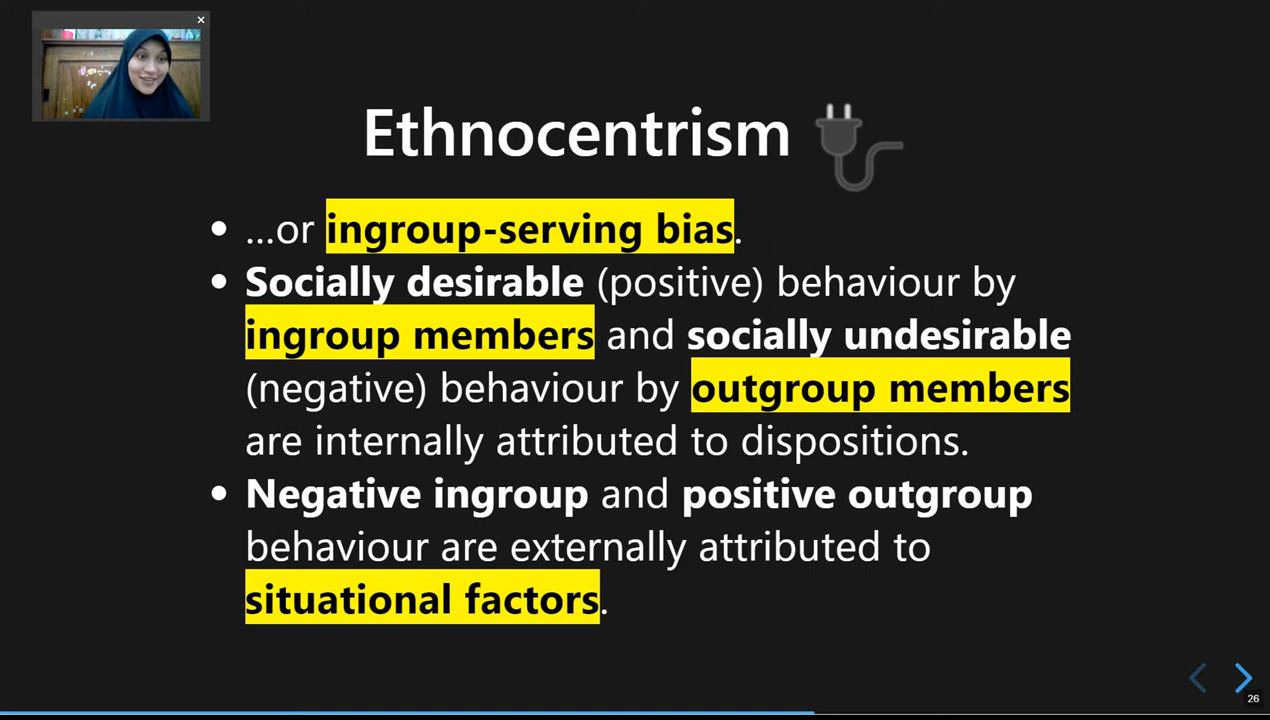 Ethnocentrism
...or ingroup-serving bias.
Socially desirable (positive) behaviour by
ingroup members and socially undesirable
(negative) behaviour by outgroup members
are internally attributed to dispositions.
Negative ingroup and positive outgroup
behaviour are externally attributed to
situational factors.
26